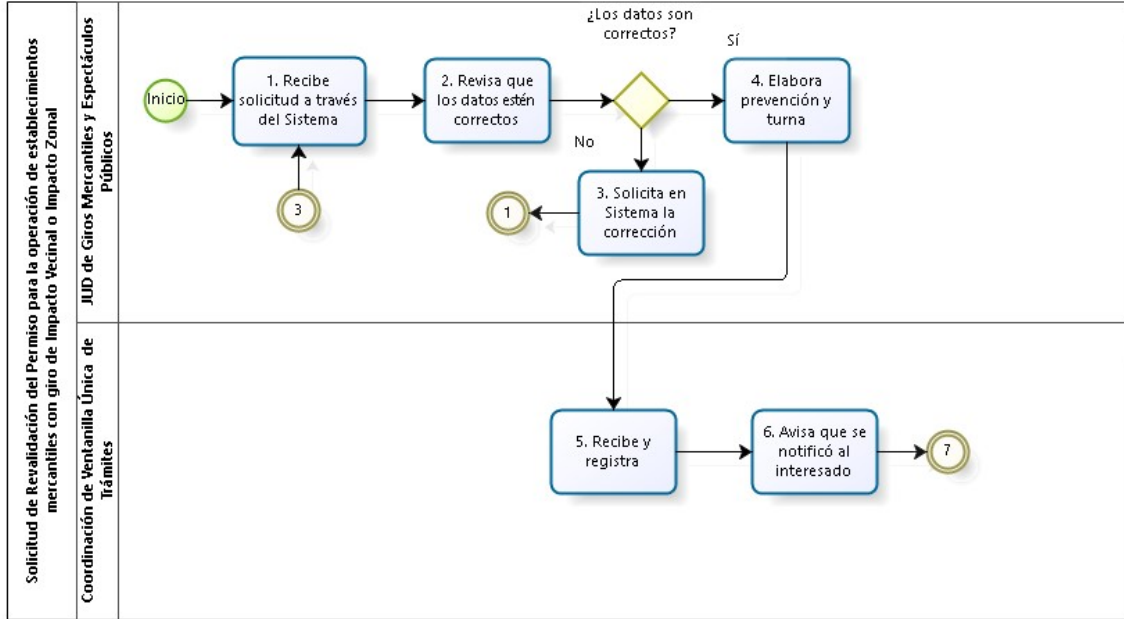 Solicitud de Revalidación del Permiso para la operación de establecimientos
mercantiles con giro de Impacto Vecinal o Impacto Zonal
JUD de Giros Mercantiles y Espectáculos
Públicos
Inicio
1. Recibe
solicitud a través
del Sistema
2. Revisa que
los datos estén
correctos
¿Los datos son
correctos?
Sí
4. Elabora
prevención y
turna
No
3. Solicita en
Sistema la
corrección
1
3
Coordinación de Ventanilla Única de
Trámites
5. Recibe y
registra
6. Avisa que se
notificó al
interesado
7